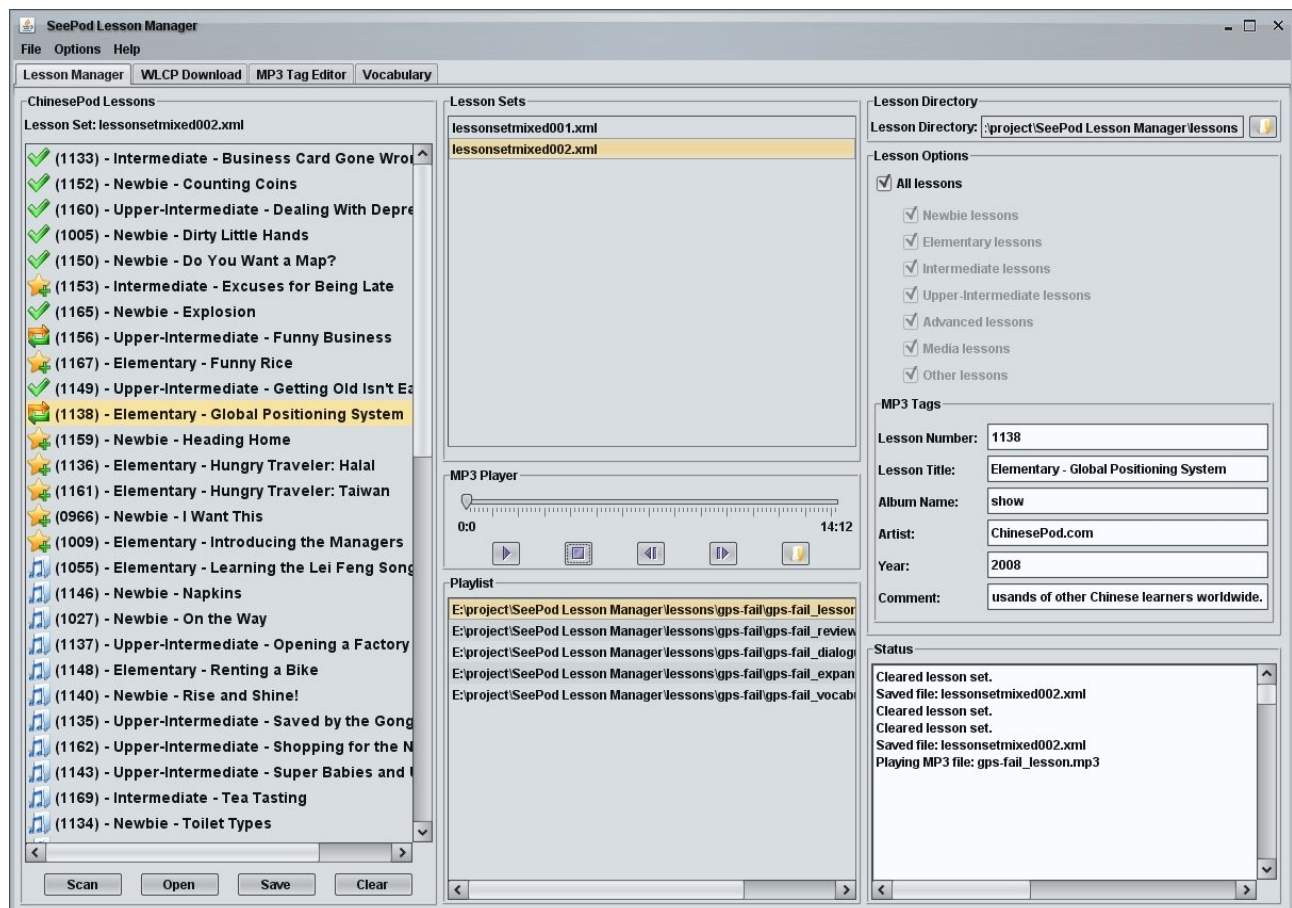 SeePod Lesson Manager
File Options Help
Lesson Manager WLCP Download MP3 Tag Editor Vocabulary
ChinesePod Lessons
Lesson Set: lessonsetmixed002.xml
(1133) - Intermediate - Business Card Gone Wron
(1152) - Newbie - Counting Coins
(1160) - Upper-Intermediate - Dealing With Depre
(1005) - Newbie - Dirty Little Hands
(1150) - Newbie - Do You Want a Map?
(1153) - Intermediate - Excuses for Being Late
(1165) - Newbie - Explosion
(1156) - Upper-Intermediate - Funny Business
(1167) - Elementary - Funny Rice
(1149) - Upper-Intermediate - Getting Old Isn't Ea
(1138) - Elementary - Global Positioning System
(1159) - Newbie - Heading Home
(1136) - Elementary - Hungry Traveler: Halal
(1161) - Elementary - Hungry Traveler: Taiwan
(0966) - Newbie - I Want This
(1009) - Elementary - Introducing the Managers
(1055) - Elementary - Learning the Lei Feng Song
(1146) - Newbie - Napkins
(1027) - Newbie - On the Way
(1137) - Upper-Intermediate - Opening a Factory
(1148) - Elementary - Renting a Bike
(1140) - Newbie - Rise and Shine!
(1135) - Upper-Intermediate - Saved by the Gong
(1162) - Upper-Intermediate - Shopping for the N
(1143) - Upper-Intermediate - Super Babies and
(1169) - Intermediate - Tea Tasting
(1134) - Newbie - Toilet Types
Scan Open Save Clear
Lesson Sets
lessonsetmixed001.xml
lessonsetmixed002.xml
MP3 Player
0:0 14:12
Playlist
E:\project\SeePod Lesson Manager\lessons\gps-fail\gps-fail_lesson
E:\project\SeePod Lesson Manager\lessons\gps-fail\gps-fail_review
E:\project\SeePod Lesson Manager\lessons\gps-fail\gps-fail_dialog
E:\project\SeePod Lesson Manager\lessons\gps-fail\gps-fail_expan
E:\project\SeePod Lesson Manager\lessons\gps-fail\gps-fail_vocab
Lesson Directory
Lesson Directory: :\project\SeePod Lesson Manager\lessons
Lesson Options
All lessons
Newbie lessons
Elementary lessons
Intermediate lessons
Upper-Intermediate lessons
Advanced lessons
Media lessons
Other lessons
MP3 Tags
Lesson Number: 1138
Lesson Title: Elementary - Global Positioning System
Album Name: show
Artist: ChinesePod.com
Year: 2008
Comment: usands of other Chinese learners worldwide.
Status
Cleared lesson set.
Saved file: lessonsetmixed002.xml
Cleared lesson set.
Cleared lesson set.
Saved file: lessonsetmixed002.xml
Playing MP3 file: gps-fail_lesson.mp3